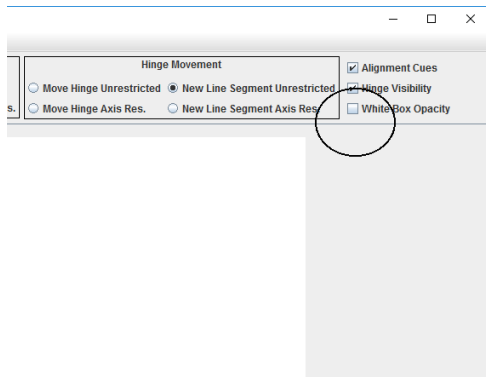 Hinge Movement
Alignment Cues
Move Hinge Unrestricted New Line Segment Unrestricted Hinge Visibility
s. Move Hinge Axis Res. New Line Segment Axis Res. White Box Opacity